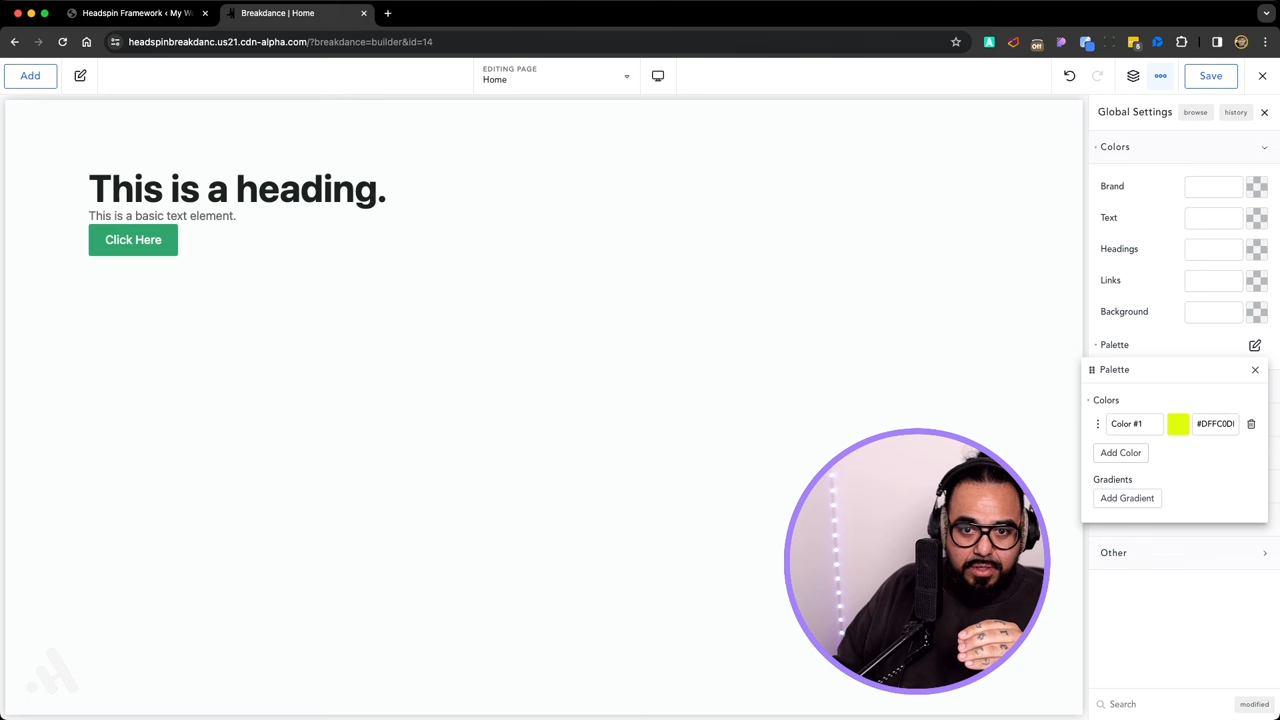 Headspin Framework ‹ My W
Breakdance | Home
headspinbreakdanc.us21.cdn-alpha.com/?breakdance=builder&id=14
Off
6
Add
EDITING PAGE
Home
Save
Global Settings
browse
history
Colors
Brand
Text
Headings
Links
Background
Palette
Palette
Colors
Color #1
#DFFC0D
Add Color
Gradients
Add Gradient
Other
Search
modified
This is a heading.
This is a basic text element.
Click Here